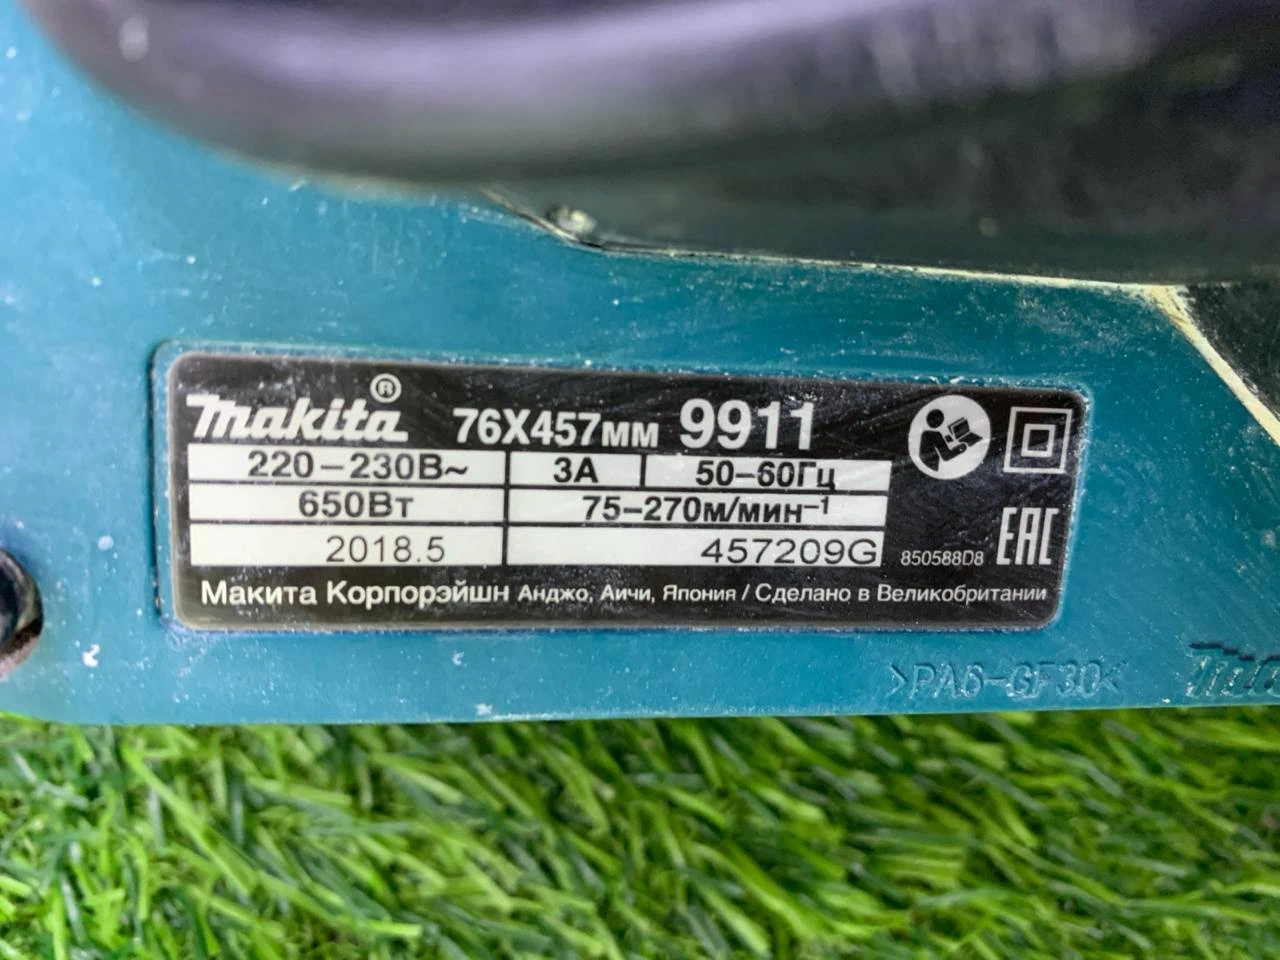 makita® 76X457мм 9911
220–230В~ 3А 50–60Гц
650Вт 75–270м/мин⁻¹
2018.5 457209G 850588D8 EAC
Макита Корпорэйшн Анджо, Аичи, Япония / Сделано в Великобритании
>PA6-GF30<